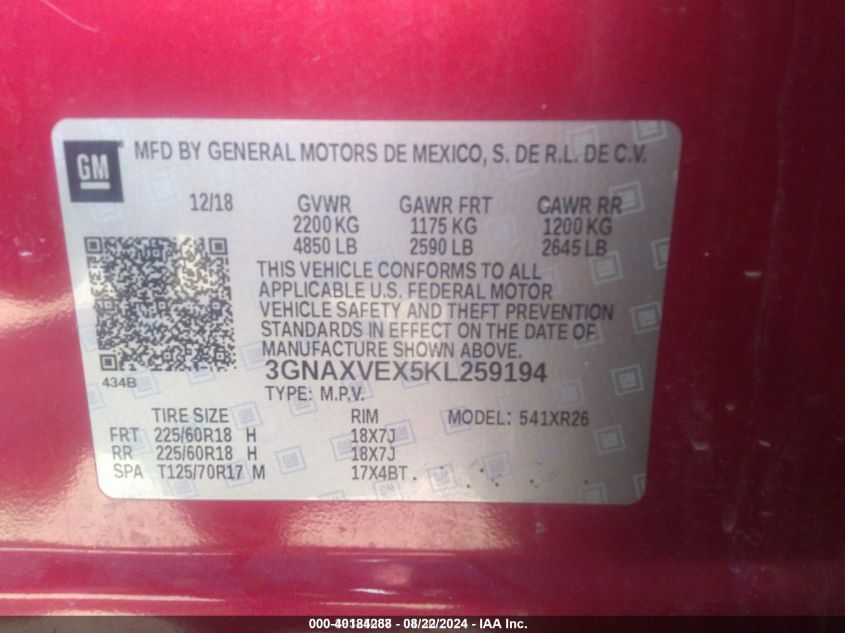 GM
MFD BY GENERAL MOTORS DE MEXICO, S. DE R.L. DE C.V.
12/18 GVWR GAWR FRT GAWR RR
2200 KG 1175 KG 1200 KG
4850 LB 2590 LB 2645 LB
THIS VEHICLE CONFORMS TO ALL
APPLICABLE U.S. FEDERAL MOTOR
VEHICLE SAFETY AND THEFT PREVENTION
STANDARDS IN EFFECT ON THE DATE OF
MANUFACTURE SHOWN ABOVE.
434B
3GNAXVEX5KL259194
TYPE: M.P.V.
TIRE SIZE RIM MODEL: 541XR26
FRT 225/60R18 H 18X7J
RR 225/60R18 H 18X7J
SPA T125/70R17 M 17X4BT
000-40184288 - 08/22/2024 - IAA Inc.